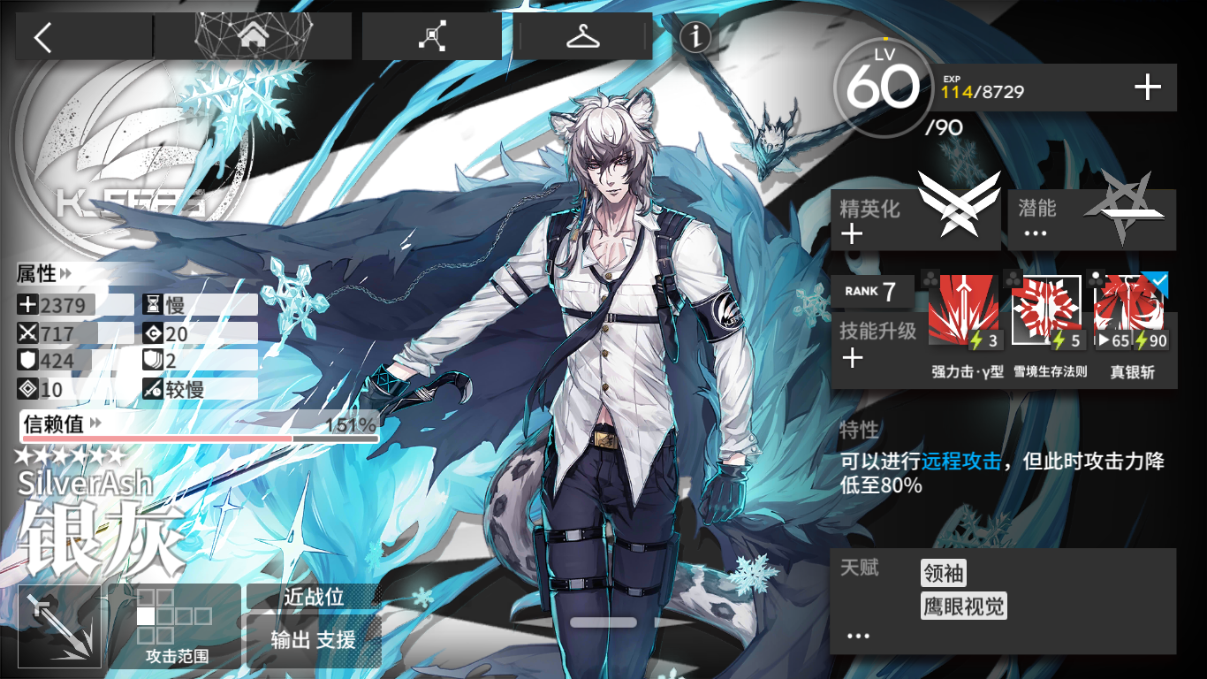 LV
60
/90
EXP
114/8729
精英化
潜能
RANK 7
技能升级
3
强力击·γ型
5
雪境生存法则
65
90
真银斩
特性
可以进行远程攻击，但此时攻击力降
低至80%
天赋
领袖
鹰眼视觉
属性
2379
慢
717
20
424
2
10
较慢
信赖值
151%
SilverAsh
银灰
攻击范围
近战位
输出 支援